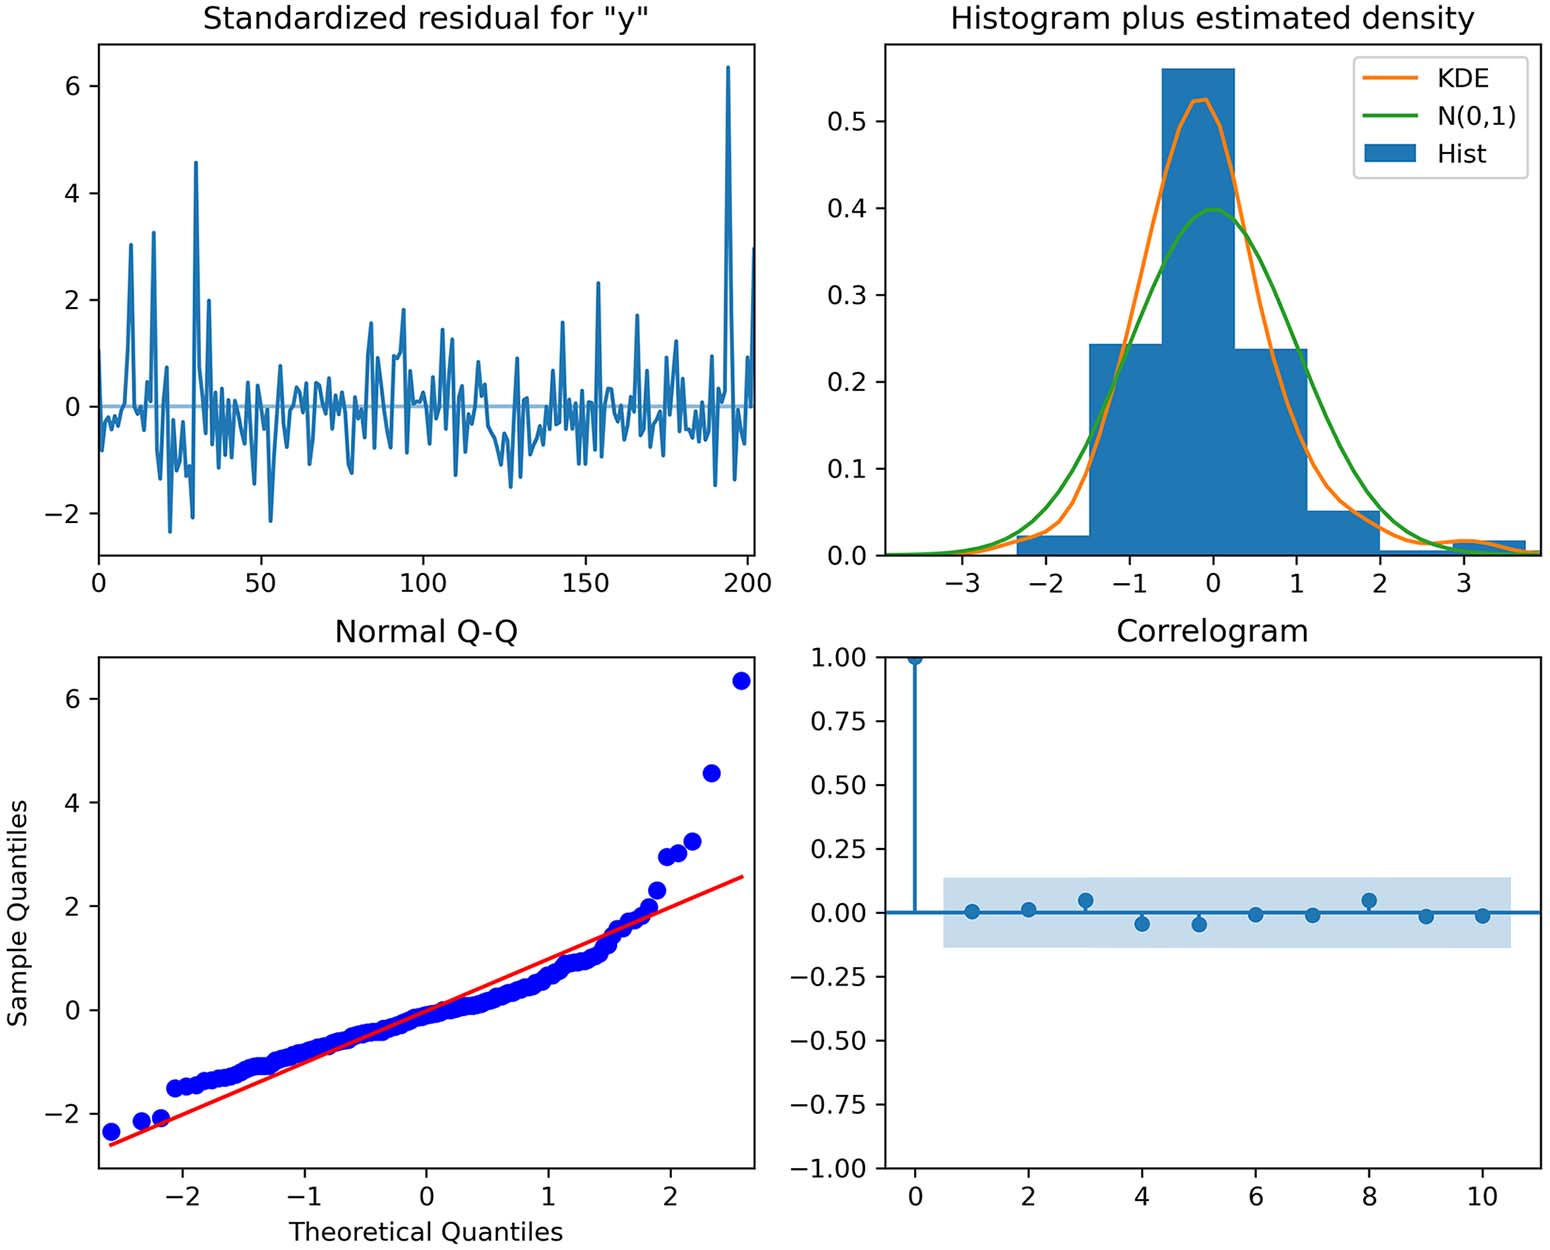 Standardized residual for "y"
6
4
2
0
−2
0 50 100 150 200
Histogram plus estimated density
KDE
N(0,1)
Hist
0.5
0.4
0.3
0.2
0.1
0.0
−3 −2 −1 0 1 2 3
Normal Q-Q
Sample Quantiles
6
4
2
0
−2
−2 −1 0 1 2
Theoretical Quantiles
Correlogram
1.00
0.75
0.50
0.25
0.00
−0.25
−0.50
−0.75
−1.00
0 2 4 6 8 10